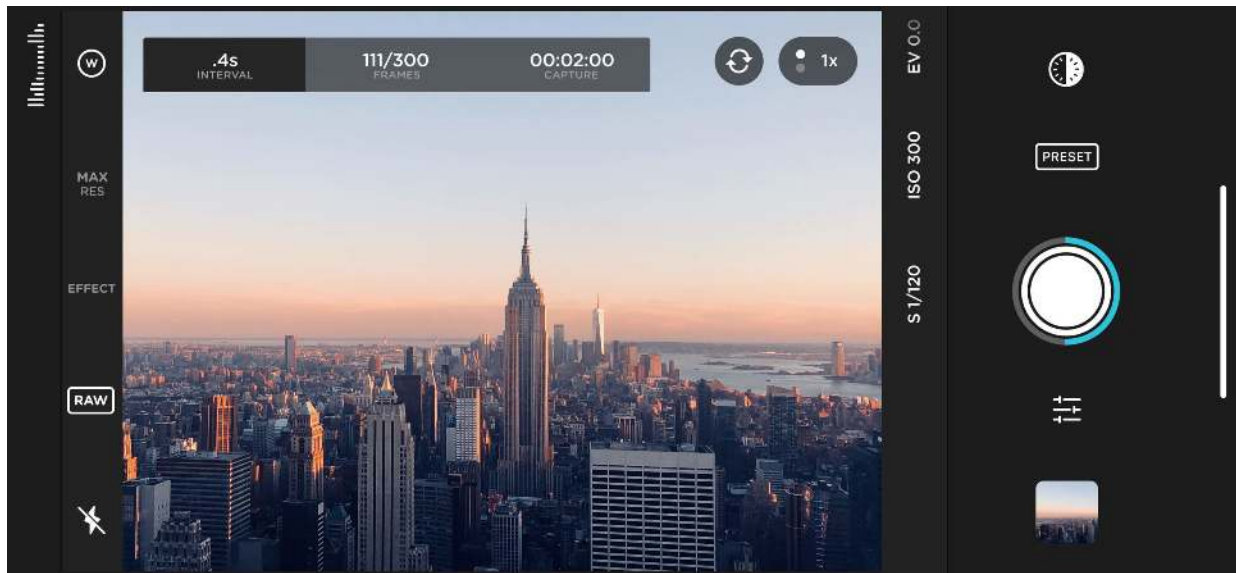 W
MAX
RES
EFFECT
RAW
.4s
INTERVAL
111/300
FRAMES
00:02:00
CAPTURE
1x
EV 0.0
ISO 300
S 1/120
PRESET